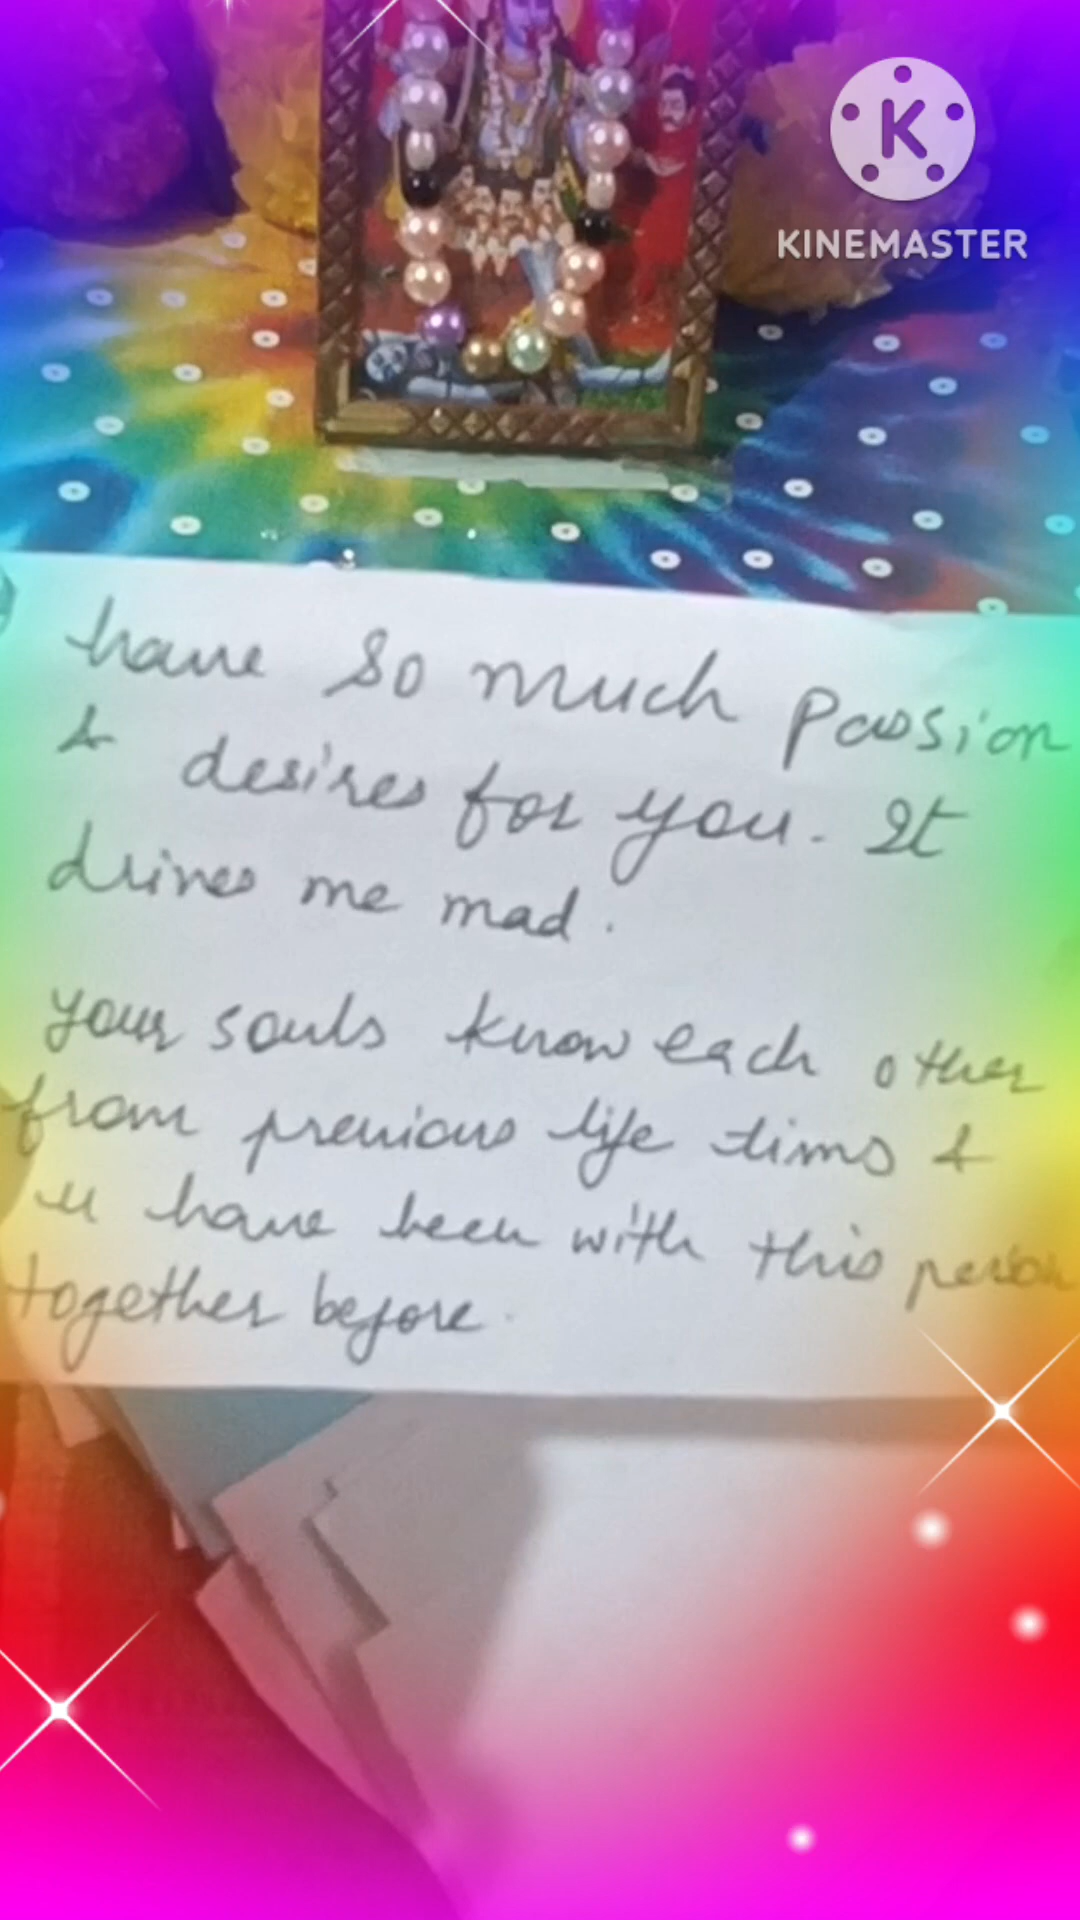 KINEMASTER
have so much passion
& desires for you. It
drives me mad.
your souls know each other
from previous life tims &
u have been with this person
together before.